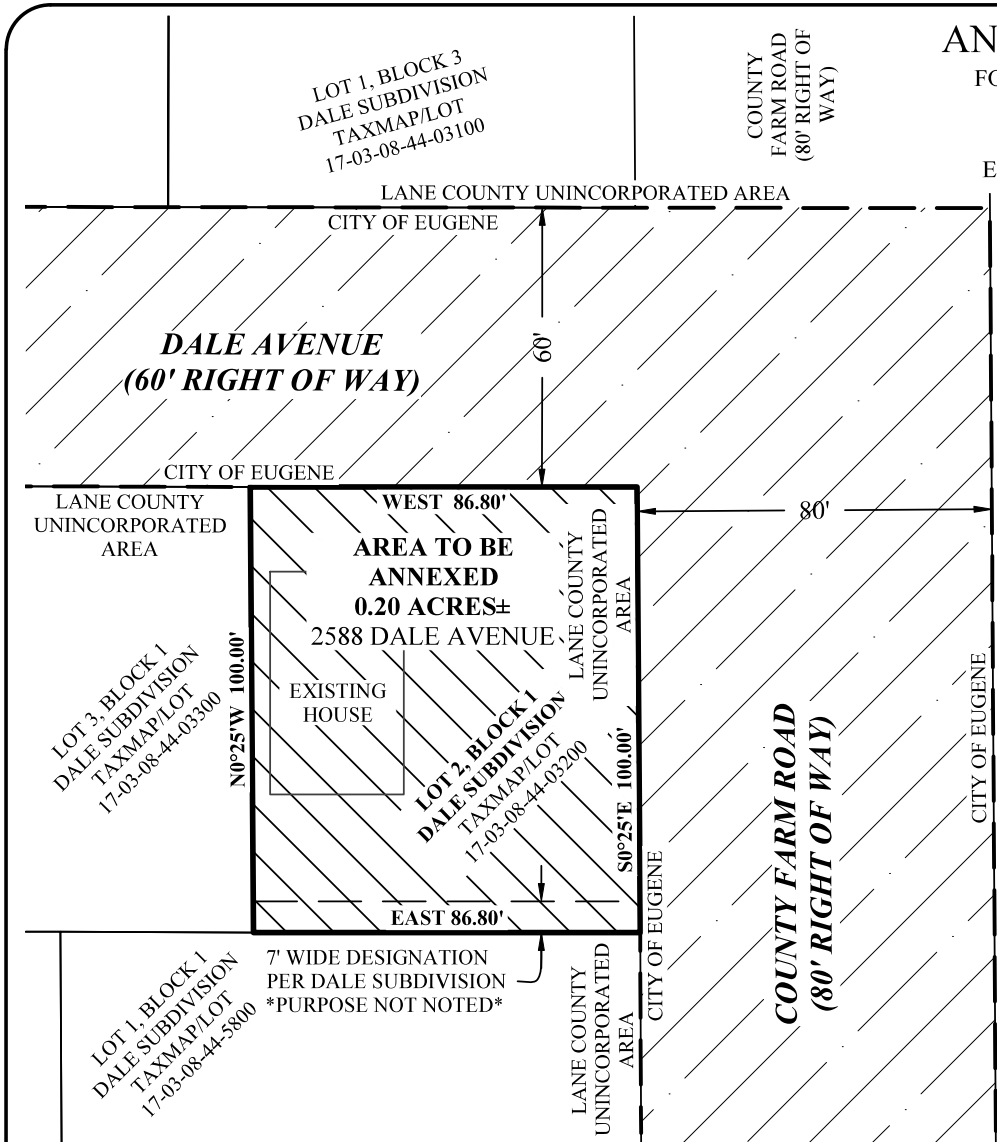 AN
FO
E
LOT 1, BLOCK 3
DALE SUBDIVISION
TAXMAP/LOT
17-03-08-44-03100
COUNTY
FARM ROAD
(80' RIGHT OF
WAY)
LANE COUNTY UNINCORPORATED AREA
CITY OF EUGENE
DALE AVENUE
(60' RIGHT OF WAY)
60'
CITY OF EUGENE
LANE COUNTY
UNINCORPORATED
AREA
WEST 86.80'
80'
AREA TO BE
ANNEXED
0.20 ACRES±
2588 DALE AVENUE
LANE COUNTY
UNINCORPORATED
AREA
EXISTING
HOUSE
N0°25'W 100.00'
LOT 3, BLOCK 1
DALE SUBDIVISION
TAXMAP/LOT
17-03-08-44-03300
LOT 2, BLOCK 1
DALE SUBDIVISION
TAXMAP/LOT
17-03-08-44-03200
S0°25'E 100.00'
CITY OF EUGENE
COUNTY FARM ROAD
(80' RIGHT OF WAY)
CITY OF EUGENE
EAST 86.80'
7' WIDE DESIGNATION
PER DALE SUBDIVISION
*PURPOSE NOT NOTED*
LANE COUNTY
UNINCORPORATED
AREA
LOT 1, BLOCK 1
DALE SUBDIVISION
TAXMAP/LOT
17-03-08-44-5800